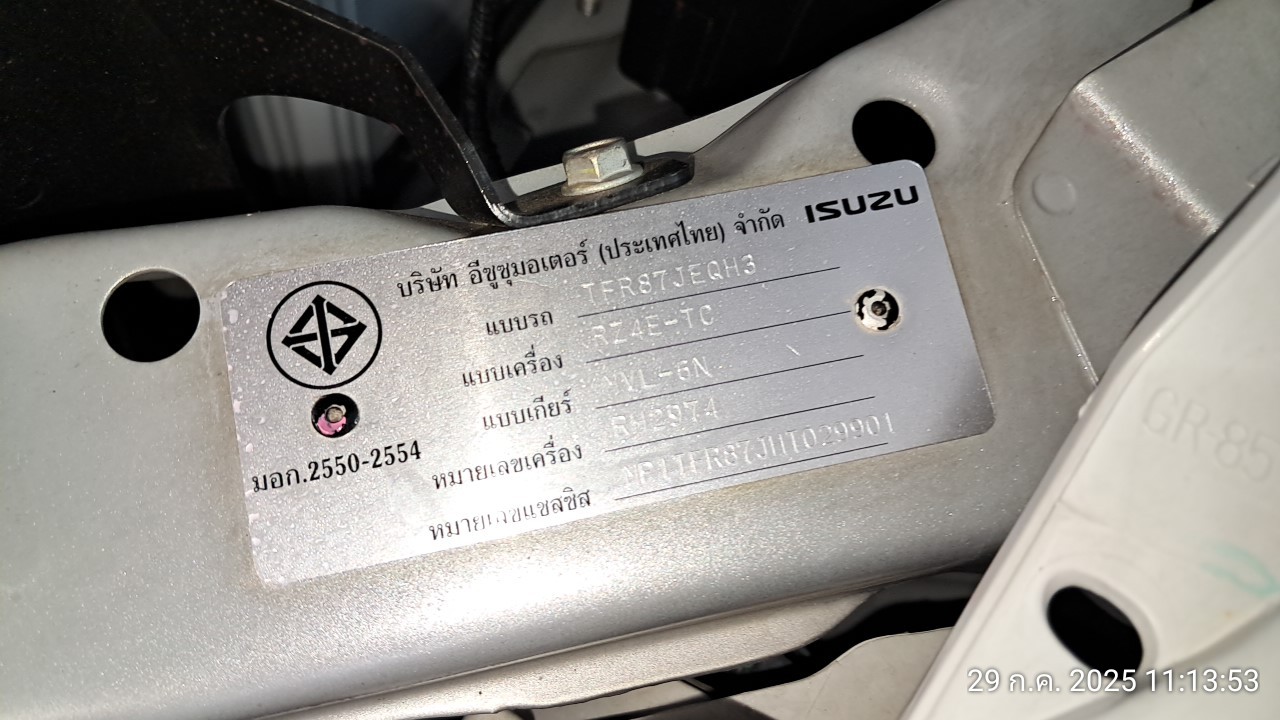 ISUZU
บริษัท อีซูซุมอเตอร์ (ประเทศไทย) จำกัด
แบบรถ TFR87JEQH3
แบบเครื่อง RZ4E-TC
แบบเกียร์
หมายเลขเครื่อง RH2974
หมายเลขแชสซิส
มอก.2550-2554
GR-85
29 ก.ค. 2025 11:13:53